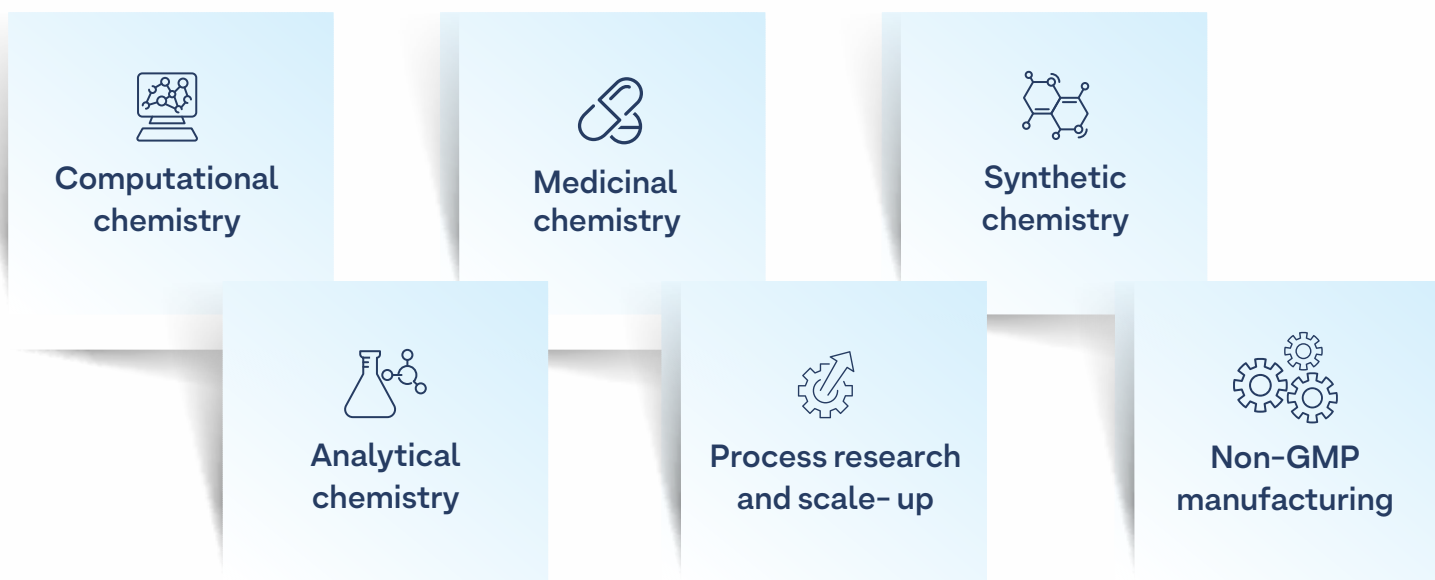 Computational
chemistry
Medicinal
chemistry
Synthetic
chemistry
Analytical
chemistry
Process research
and scale- up
Non-GMP
manufacturing